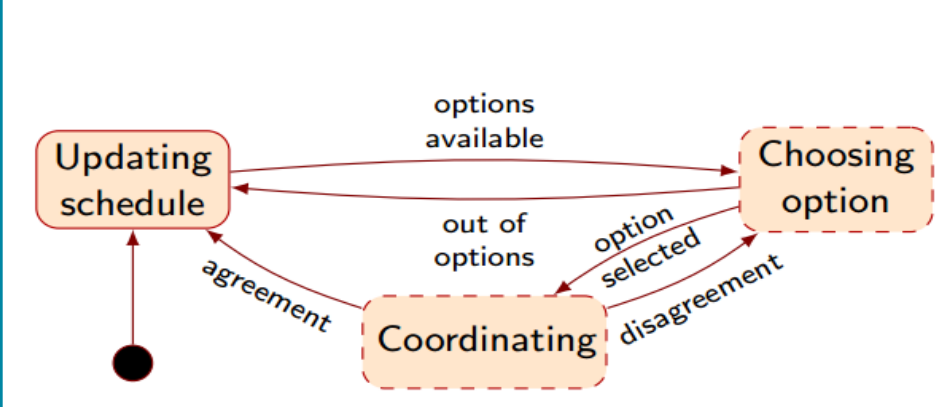 options
available
Updating
schedule
Choosing
option
out of
options
option
selected
agreement
disagreement
Coordinating